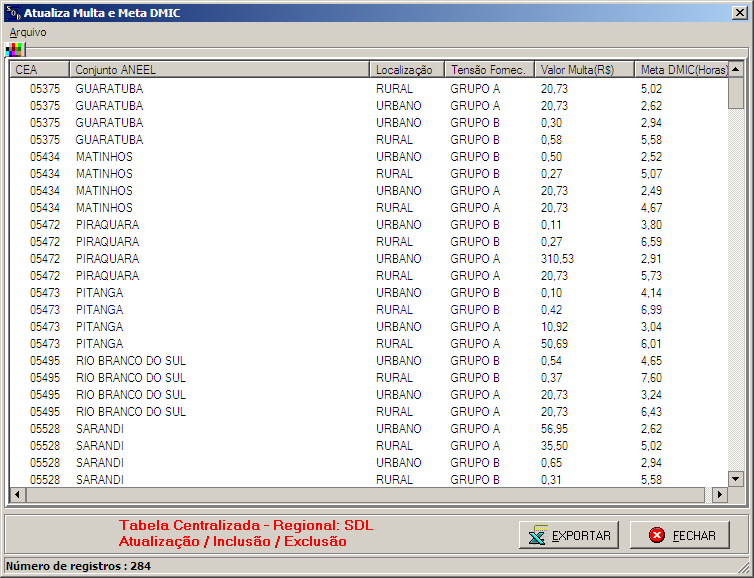 SOD Atualiza Multa e Meta DMIC
Arquivo
CEA Conjunto ANEEL Localização Tensão Fornec. Valor Multa(R$) Meta DMIC(Horas)
05375 GUARATUBA RURAL GRUPO A 20,73 5,02
05375 GUARATUBA URBANO GRUPO A 20,73 2,62
05375 GUARATUBA URBANO GRUPO B 0,30 2,94
05375 GUARATUBA RURAL GRUPO B 0,58 5,58
05434 MATINHOS URBANO GRUPO B 0,50 2,52
05434 MATINHOS RURAL GRUPO B 0,27 5,07
05434 MATINHOS URBANO GRUPO A 20,73 2,49
05434 MATINHOS RURAL GRUPO A 20,73 4,67
05472 PIRAQUARA URBANO GRUPO B 0,11 3,80
05472 PIRAQUARA RURAL GRUPO B 0,27 6,59
05472 PIRAQUARA URBANO GRUPO A 310,53 2,91
05472 PIRAQUARA RURAL GRUPO A 20,73 5,73
05473 PITANGA URBANO GRUPO B 0,10 4,14
05473 PITANGA RURAL GRUPO B 0,42 6,99
05473 PITANGA URBANO GRUPO A 10,92 3,04
05473 PITANGA RURAL GRUPO A 50,69 6,01
05495 RIO BRANCO DO SUL URBANO GRUPO B 0,54 4,65
05495 RIO BRANCO DO SUL RURAL GRUPO B 0,37 7,60
05495 RIO BRANCO DO SUL URBANO GRUPO A 20,73 3,24
05495 RIO BRANCO DO SUL RURAL GRUPO A 20,73 6,43
05528 SARANDI URBANO GRUPO A 56,95 2,62
05528 SARANDI RURAL GRUPO A 35,50 5,02
05528 SARANDI URBANO GRUPO B 0,65 2,94
05528 SARANDI RURAL GRUPO B 0,31 5,58
Tabela Centralizada - Regional: SDL
Atualização / Inclusão / Exclusão
EXPORTAR
FECHAR
Número de registros : 284